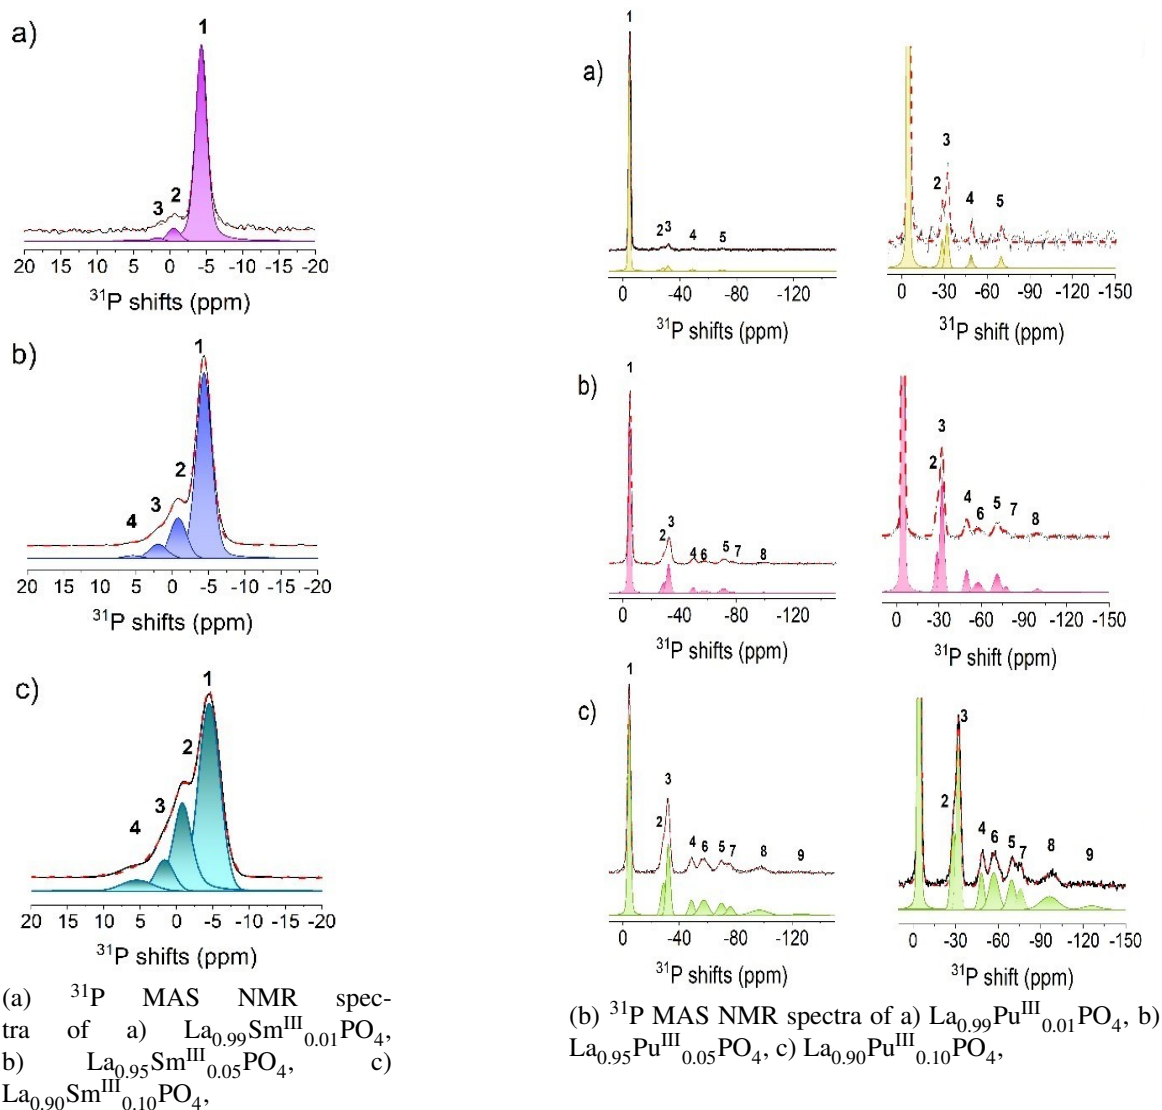 a)
1
3 2
20 15 10 5 0 -5 -10 -15 -20
³¹P shifts (ppm)
b)
1
2
3
4
20 15 10 5 0 -5 -10 -15 -20
³¹P shifts (ppm)
c)
1
2
3
4
20 15 10 5 0 -5 -10 -15 -20
³¹P shifts (ppm)
(a) ³¹P MAS NMR spec-
tra of a) La₀.₉₉Smᴵᴵᴵ₀.₀₁PO₄,
b) La₀.₉₅Smᴵᴵᴵ₀.₀₅PO₄, c)
La₀.₉₀Smᴵᴵᴵ₀.₁₀PO₄,
a)
1
2 3 4 5
0 -40 -80 -120
³¹P shifts (ppm)
3
2 4 5
0 -30 -60 -90 -120 -150
³¹P shift (ppm)
b)
1
3
2 4 6 5 7 8
0 -40 -80 -120
³¹P shifts (ppm)
3
2
4 6 5 7 8
0 -30 -60 -90 -120 -150
³¹P shift (ppm)
c)
1
3
2 4 6 5 7 8 9
0 -40 -80 -120
³¹P shifts (ppm)
3
2 4 6 5 7 8 9
0 -30 -60 -90 -120 -150
³¹P shift (ppm)
(b) ³¹P MAS NMR spectra of a) La₀.₉₉Puᴵᴵᴵ₀.₀₁PO₄, b)
La₀.₉₅Puᴵᴵᴵ₀.₀₅PO₄, c) La₀.₉₀Puᴵᴵᴵ₀.₁₀PO₄,